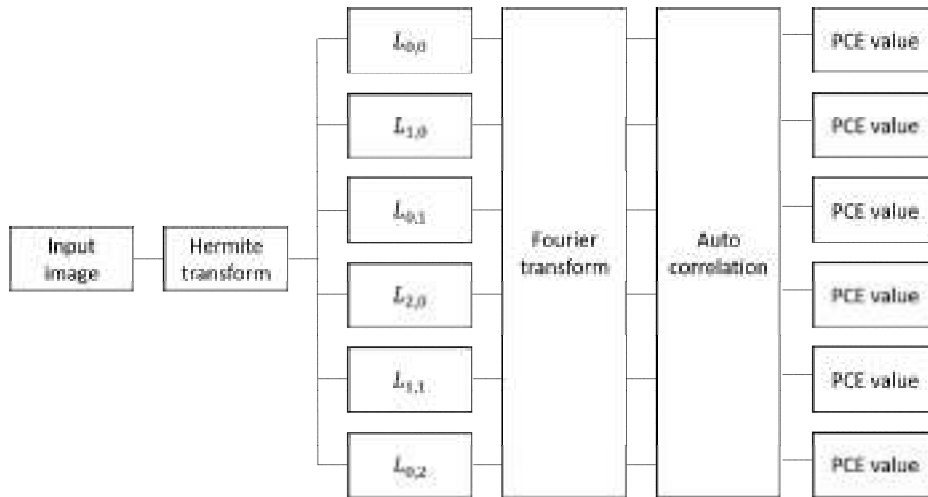 Input
image
Hermite
transform
L₀,₀
L₁,₀
L₀,₁
L₂,₀
L₁,₁
L₀,₂
Fourier
transform
Auto
correlation
PCE value
PCE value
PCE value
PCE value
PCE value
PCE value